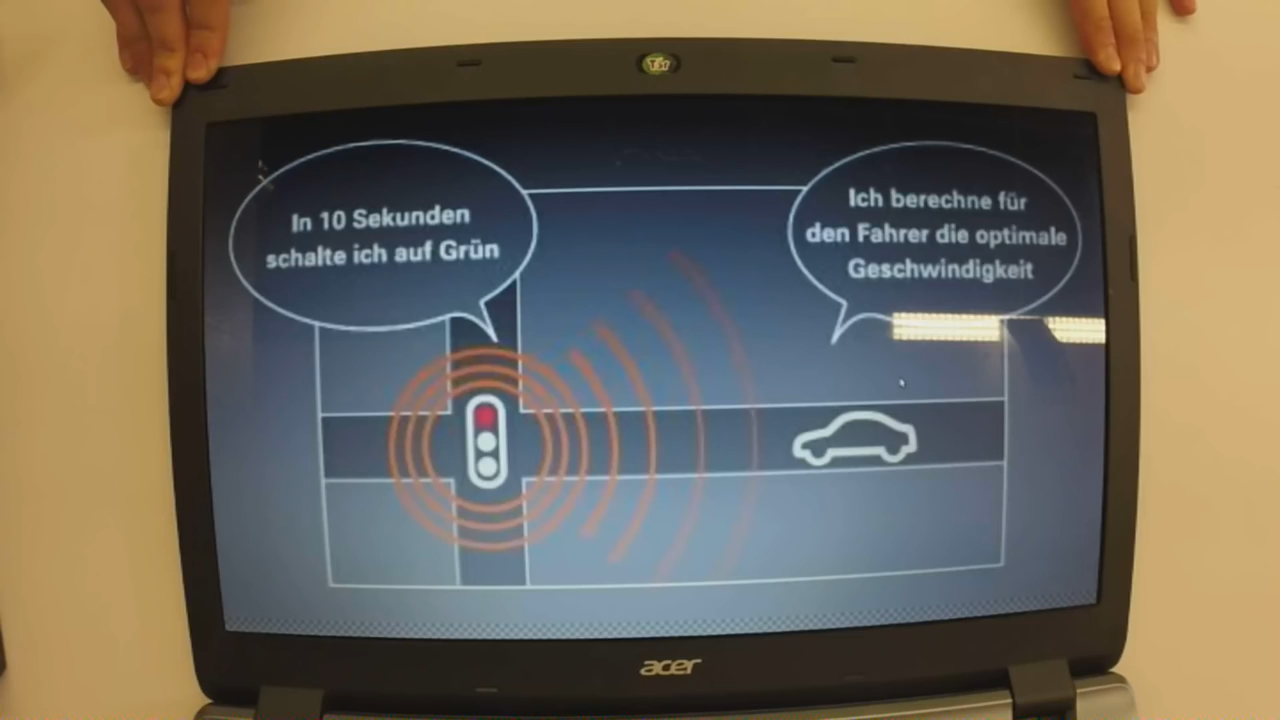 In 10 Sekunden
schalte ich auf Grün
Ich berechne für
den Fahrer die optimale
Geschwindigkeit
acer